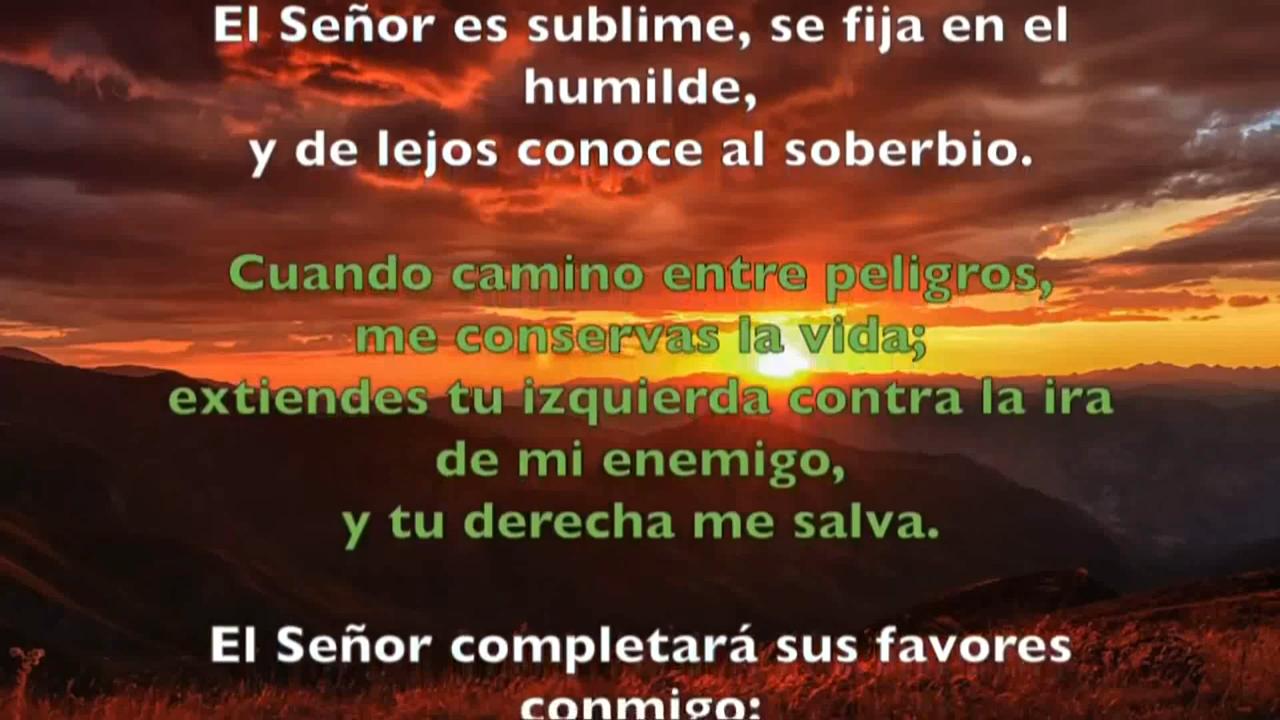 El Señor es sublime, se fija en el
humilde,
y de lejos conoce al soberbio.
Cuando camino entre peligros,
me conservas la vida;
extiendes tu izquierda contra la ira
de mi enemigo,
y tu derecha me salva.
El Señor completará sus favores
conmigo: